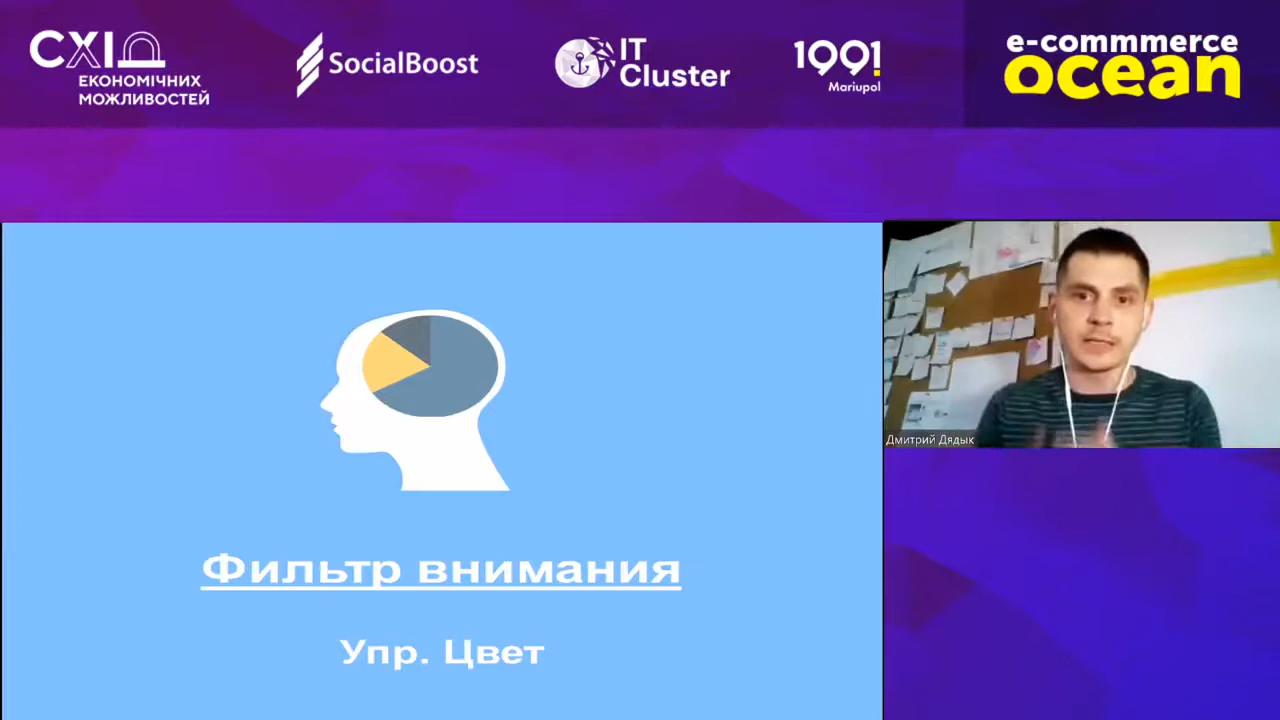 СХІД
ЕКОНОМІЧНИХ
МОЖЛИВОСТЕЙ
SocialBoost
IT
Cluster
1991
Mariupol
e-commmerce
ocean
Дмитрий Дядык
Фильтр внимания
Упр. Цвет